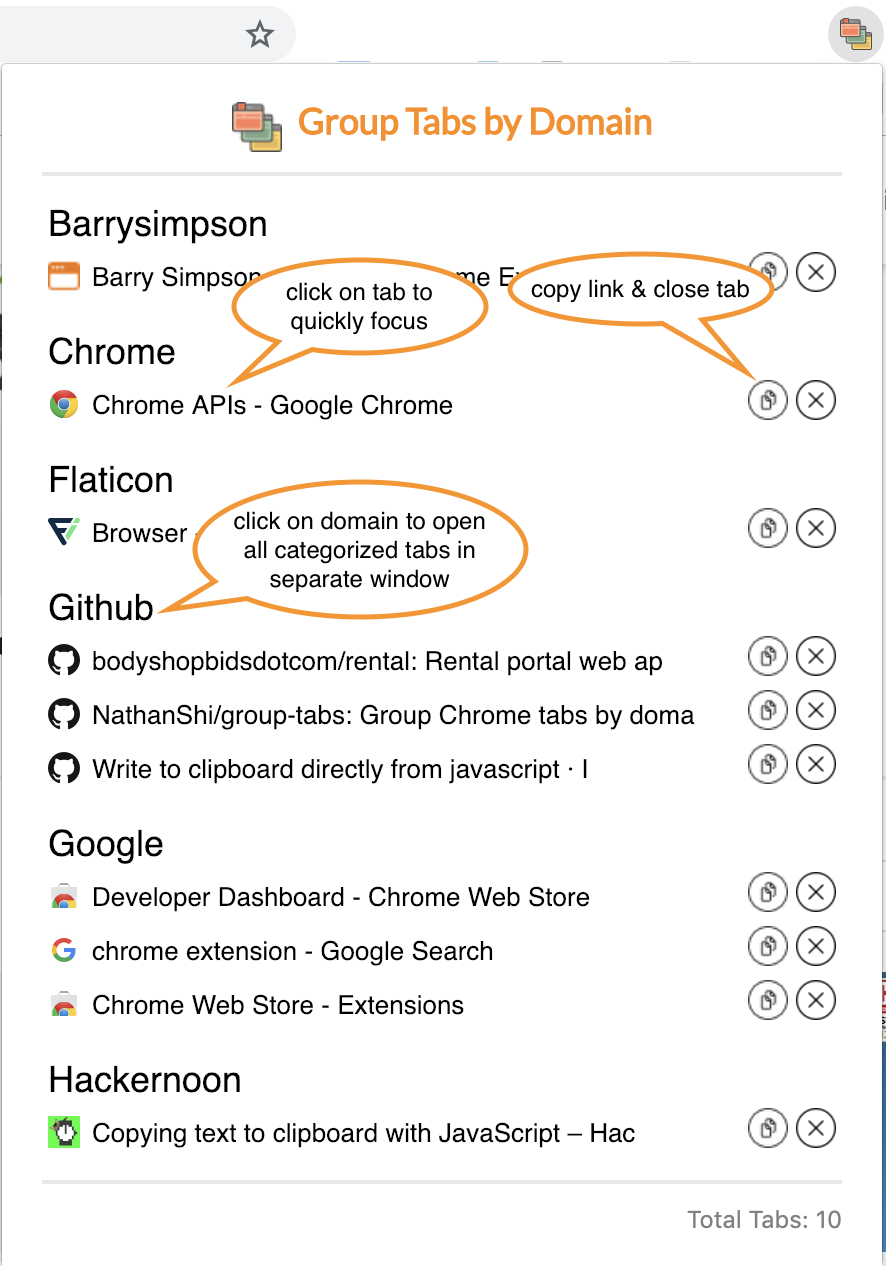 Group Tabs by Domain
Barrysimpson
Barry Simpson
click on tab to
quickly focus
copy link & close tab
Chrome
Chrome APIs - Google Chrome
Flaticon
Browser
click on domain to open
all categorized tabs in
separate window
Github
bodyshopbidsdotcom/rental: Rental portal web ap
NathanShi/group-tabs: Group Chrome tabs by doma
Write to clipboard directly from javascript · I
Google
Developer Dashboard - Chrome Web Store
chrome extension - Google Search
Chrome Web Store - Extensions
Hackernoon
Copying text to clipboard with JavaScript – Hac
Total Tabs: 10